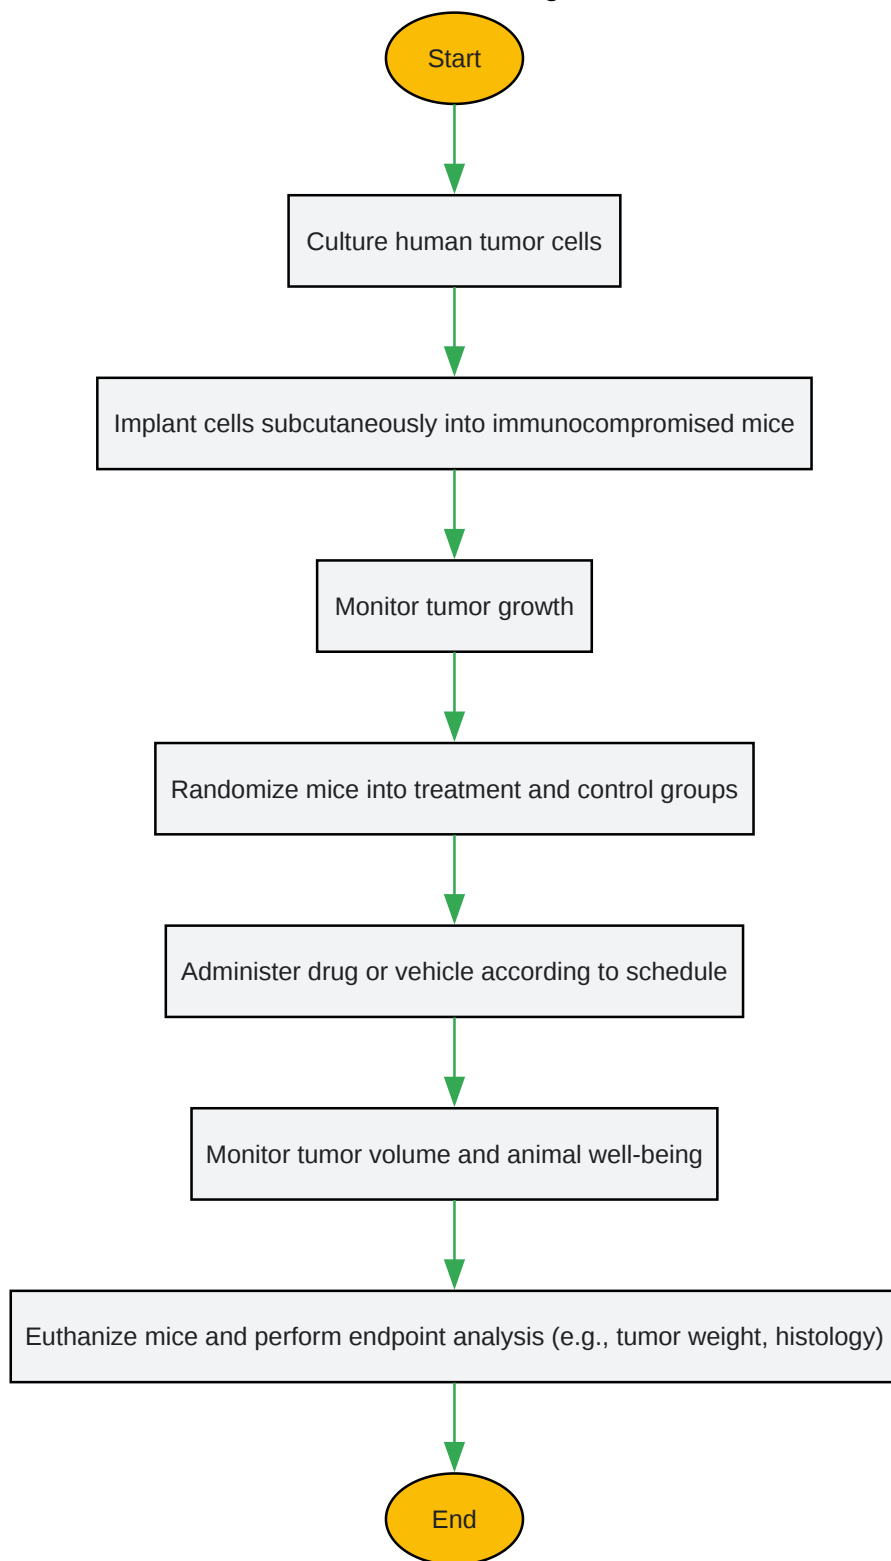 Start
Culture human tumor cells
Implant cells subcutaneously into immunocompromised mice
Monitor tumor growth
Randomize mice into treatment and control groups
Administer drug or vehicle according to schedule
Monitor tumor volume and animal well-being
Euthanize mice and perform endpoint analysis (e.g., tumor weight, histology)
End